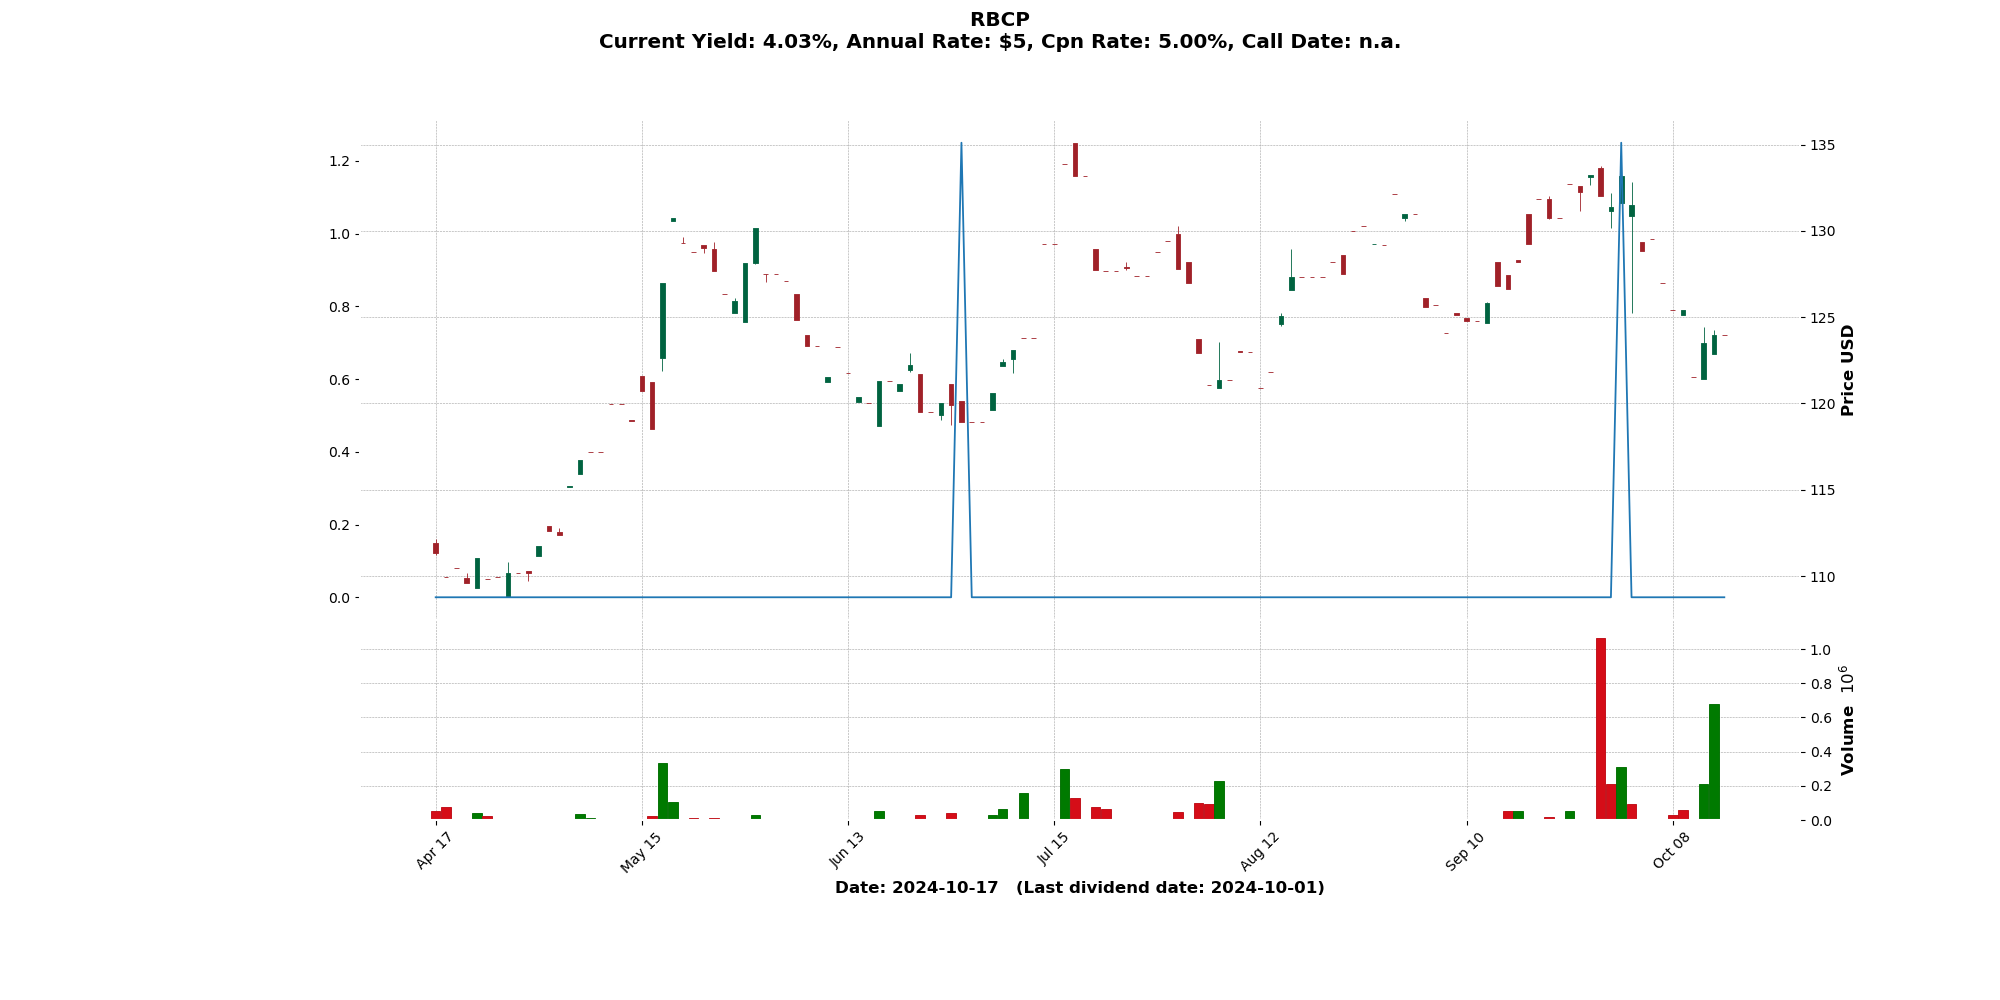 RBCP
Current Yield: 4.03%, Annual Rate: $5, Cpn Rate: 5.00%, Call Date: n.a.
1.2
1.0
0.8
0.6
0.4
0.2
0.0
135
130
125
120
115
110
Price USD
1.0
0.8
0.6
0.4
0.2
0.0
Volume 10^6
Apr 17
May 15
Jun 13
Jul 15
Aug 12
Sep 10
Oct 08
Date: 2024-10-17 (Last dividend date: 2024-10-01)